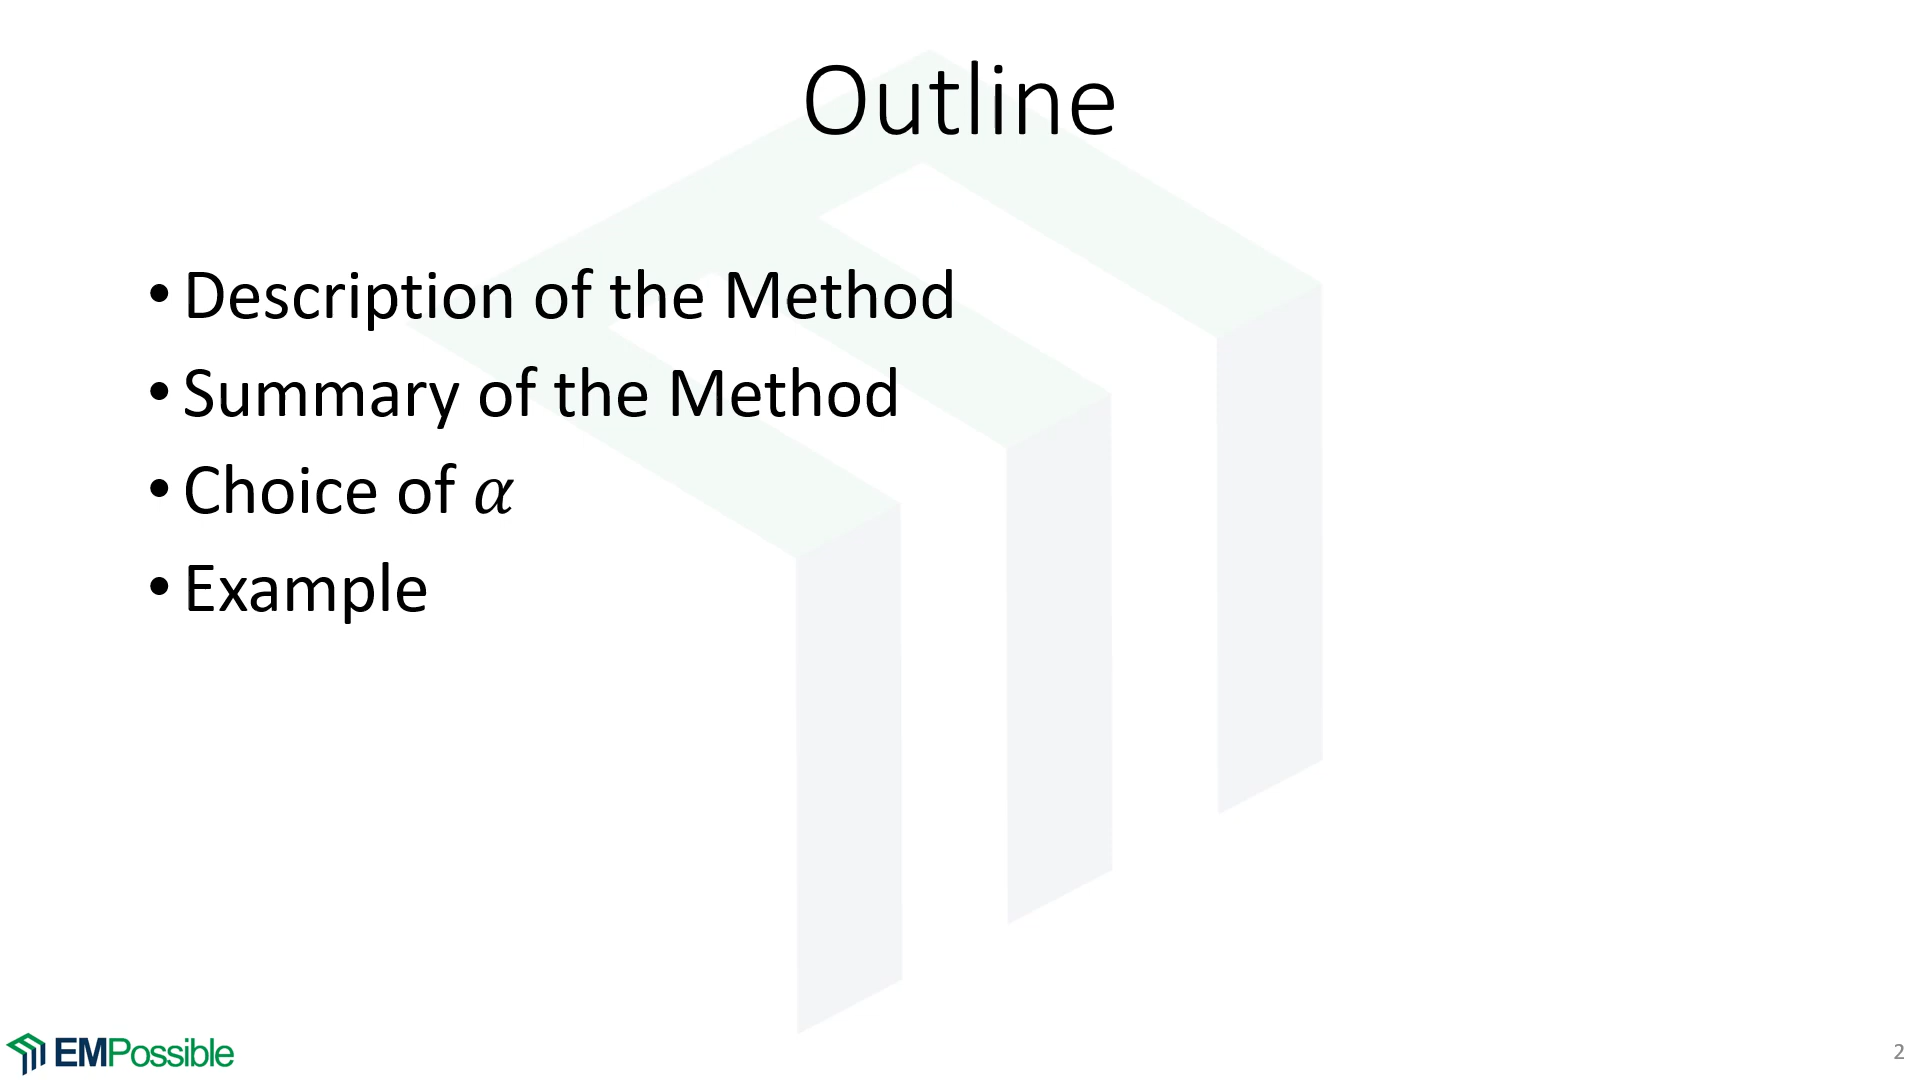 Outline
• Description of the Method
• Summary of the Method
• Choice of 𝛼
• Example
EMPossible
2